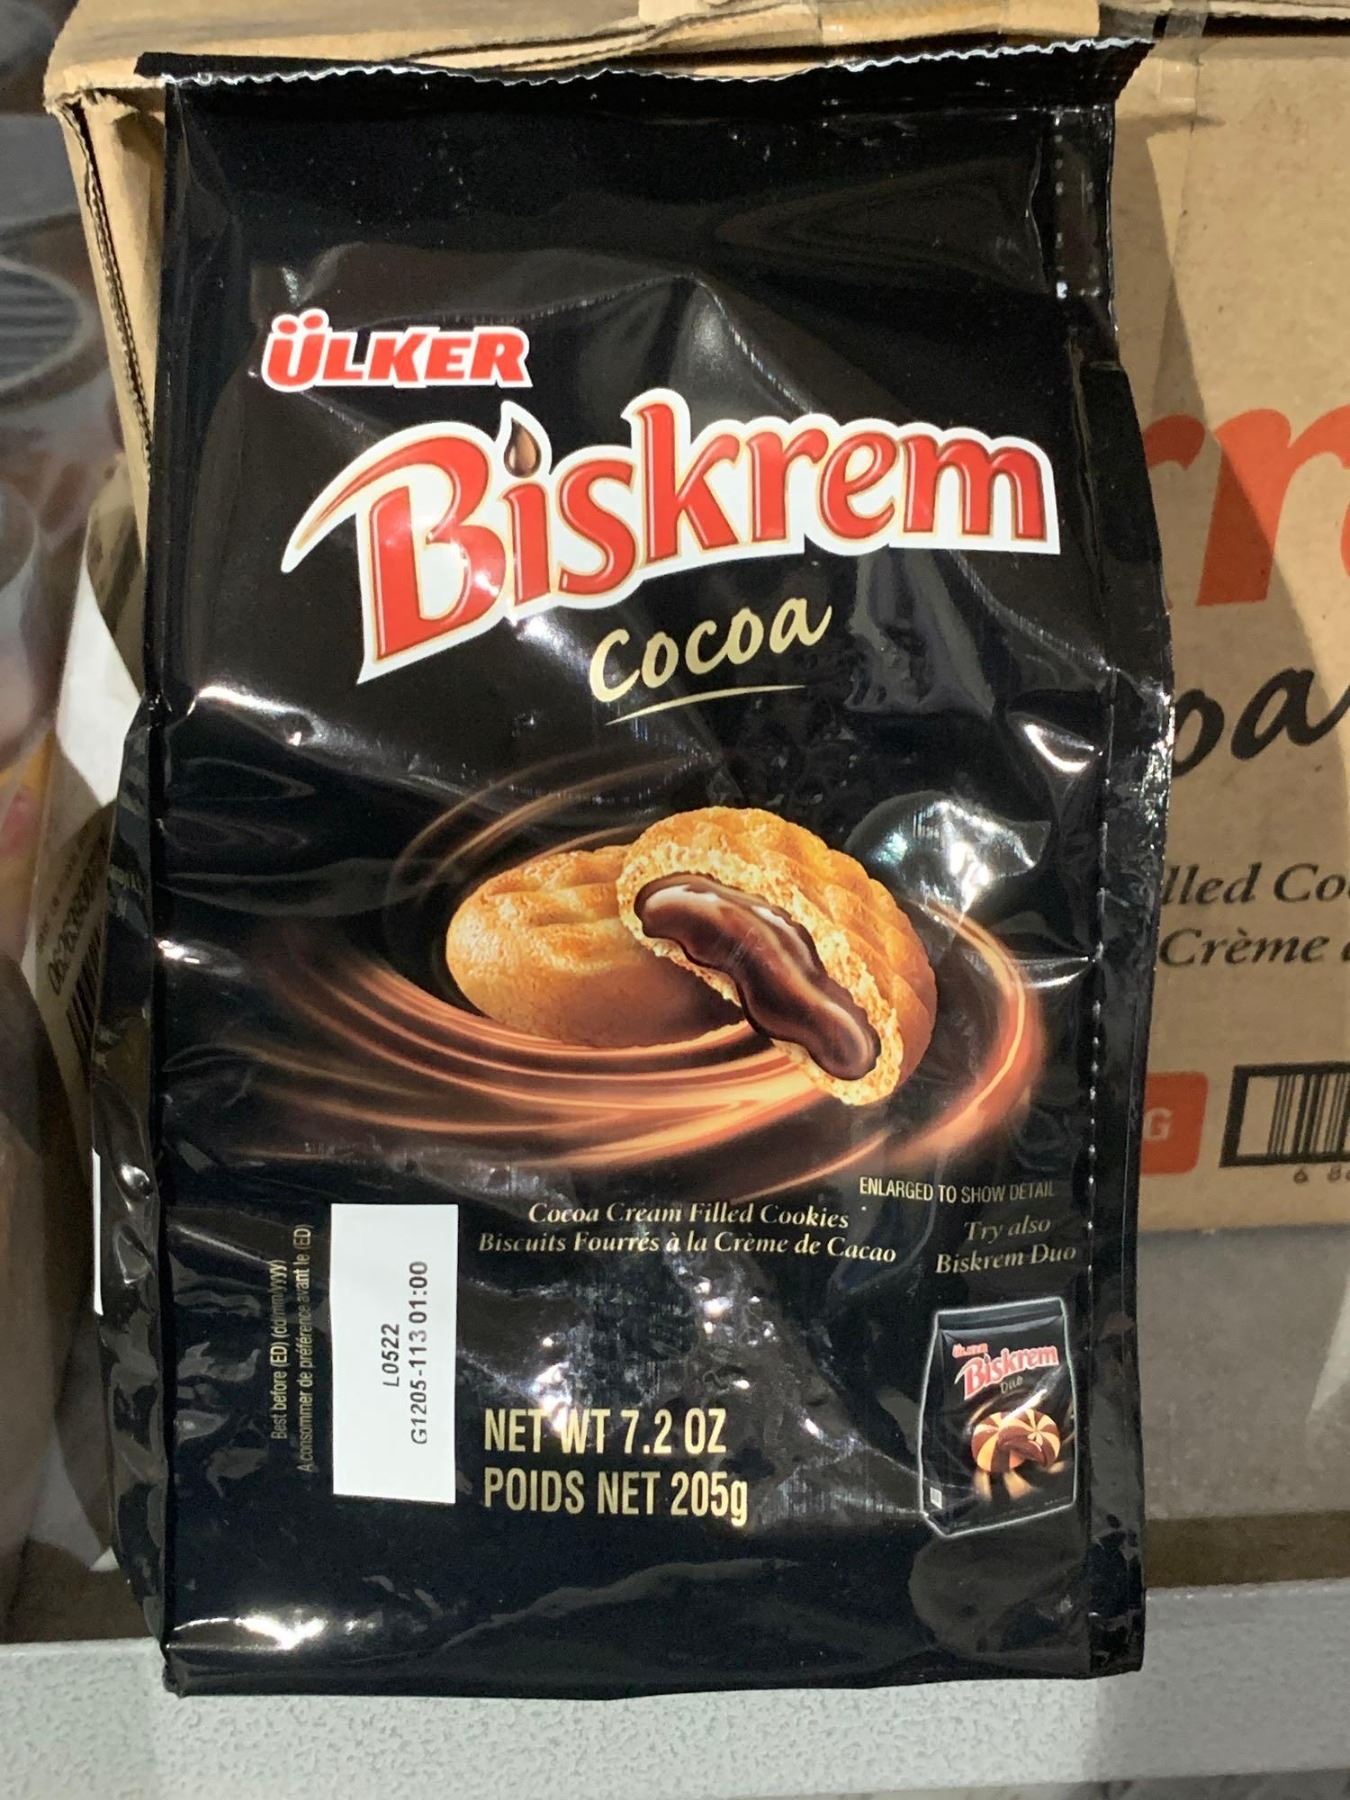 ÜLKER
Biskrem
Cocoa
ENLARGED TO SHOW DETAIL
Cocoa Cream Filled Cookies
Biscuits Fourrés à la Crème de Cacao
Try also
Biskrem Duo
Best before (ED) (dd/mm/yyyy)
A consommer de préférence avant le (ED)
L0522
G1205-113 01:00
NET WT 7.2 OZ
POIDS NET 205g
ÜLKER
Biskrem
Duo
lled Co
Crème
G